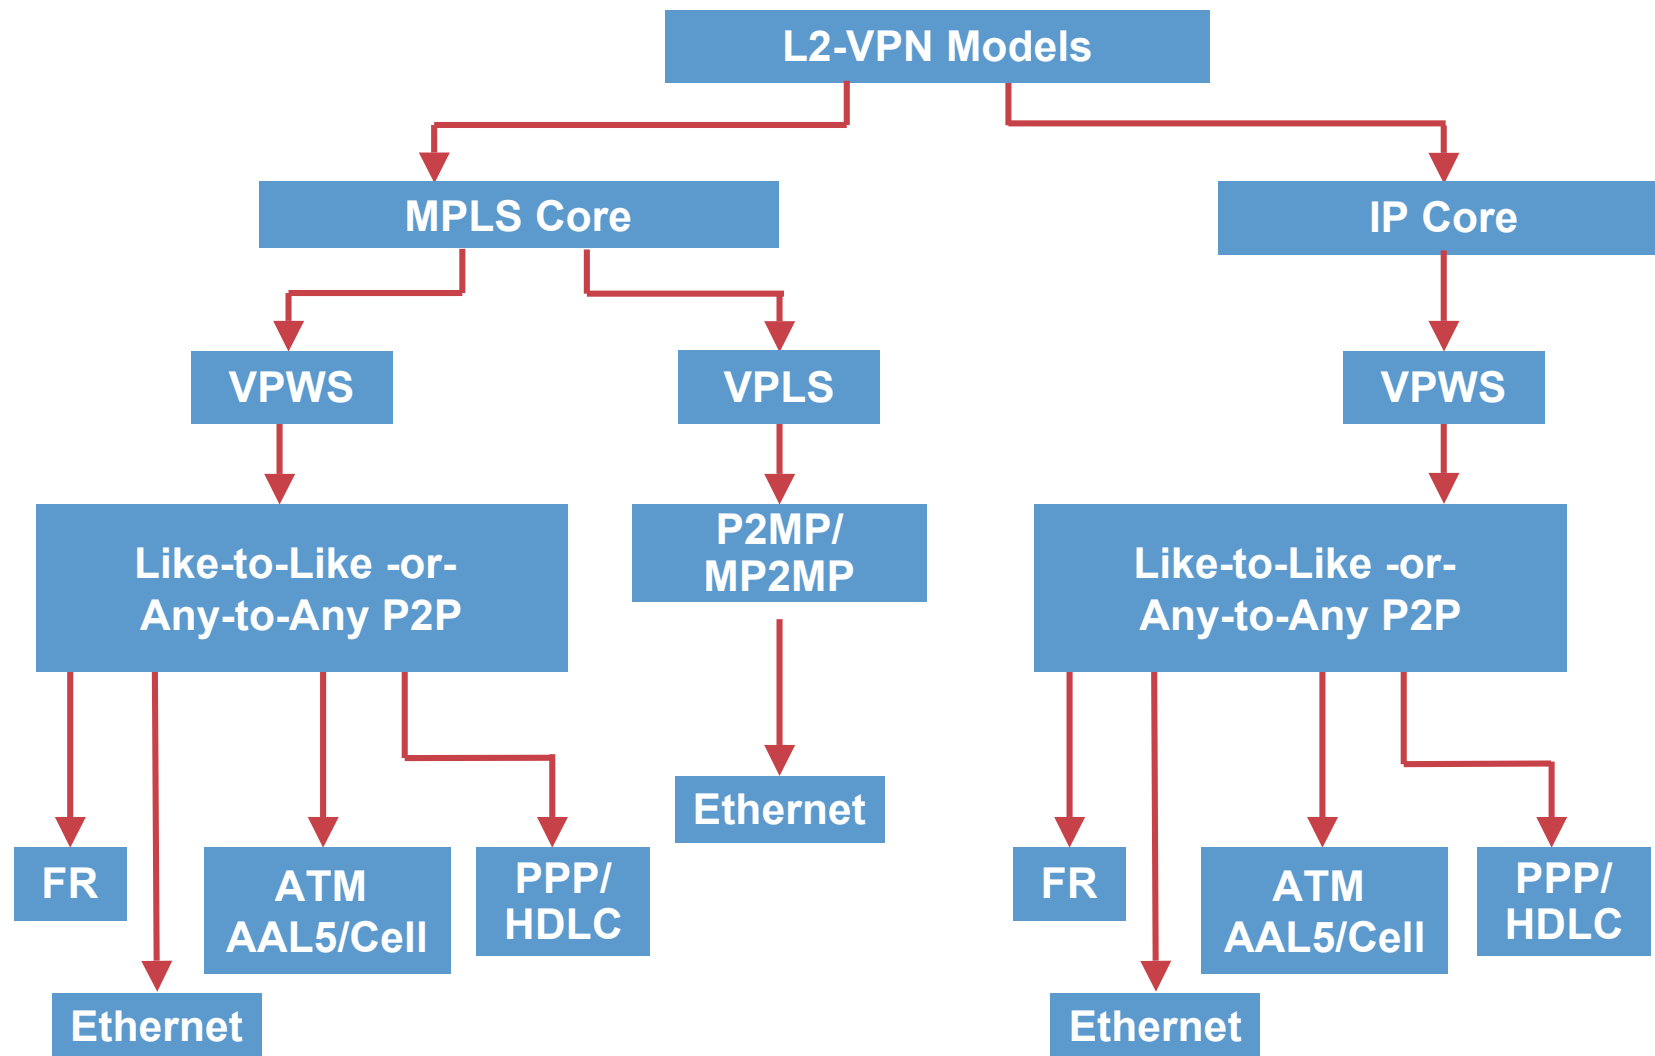 L2-VPN Models
MPLS Core
IP Core
VPWS
VPLS
VPWS
Like-to-Like -or-
Any-to-Any P2P
P2MP/
MP2MP
Like-to-Like -or-
Any-to-Any P2P
Ethernet
FR
ATM
AAL5/Cell
PPP/
HDLC
Ethernet
FR
ATM
AAL5/Cell
PPP/
HDLC
Ethernet